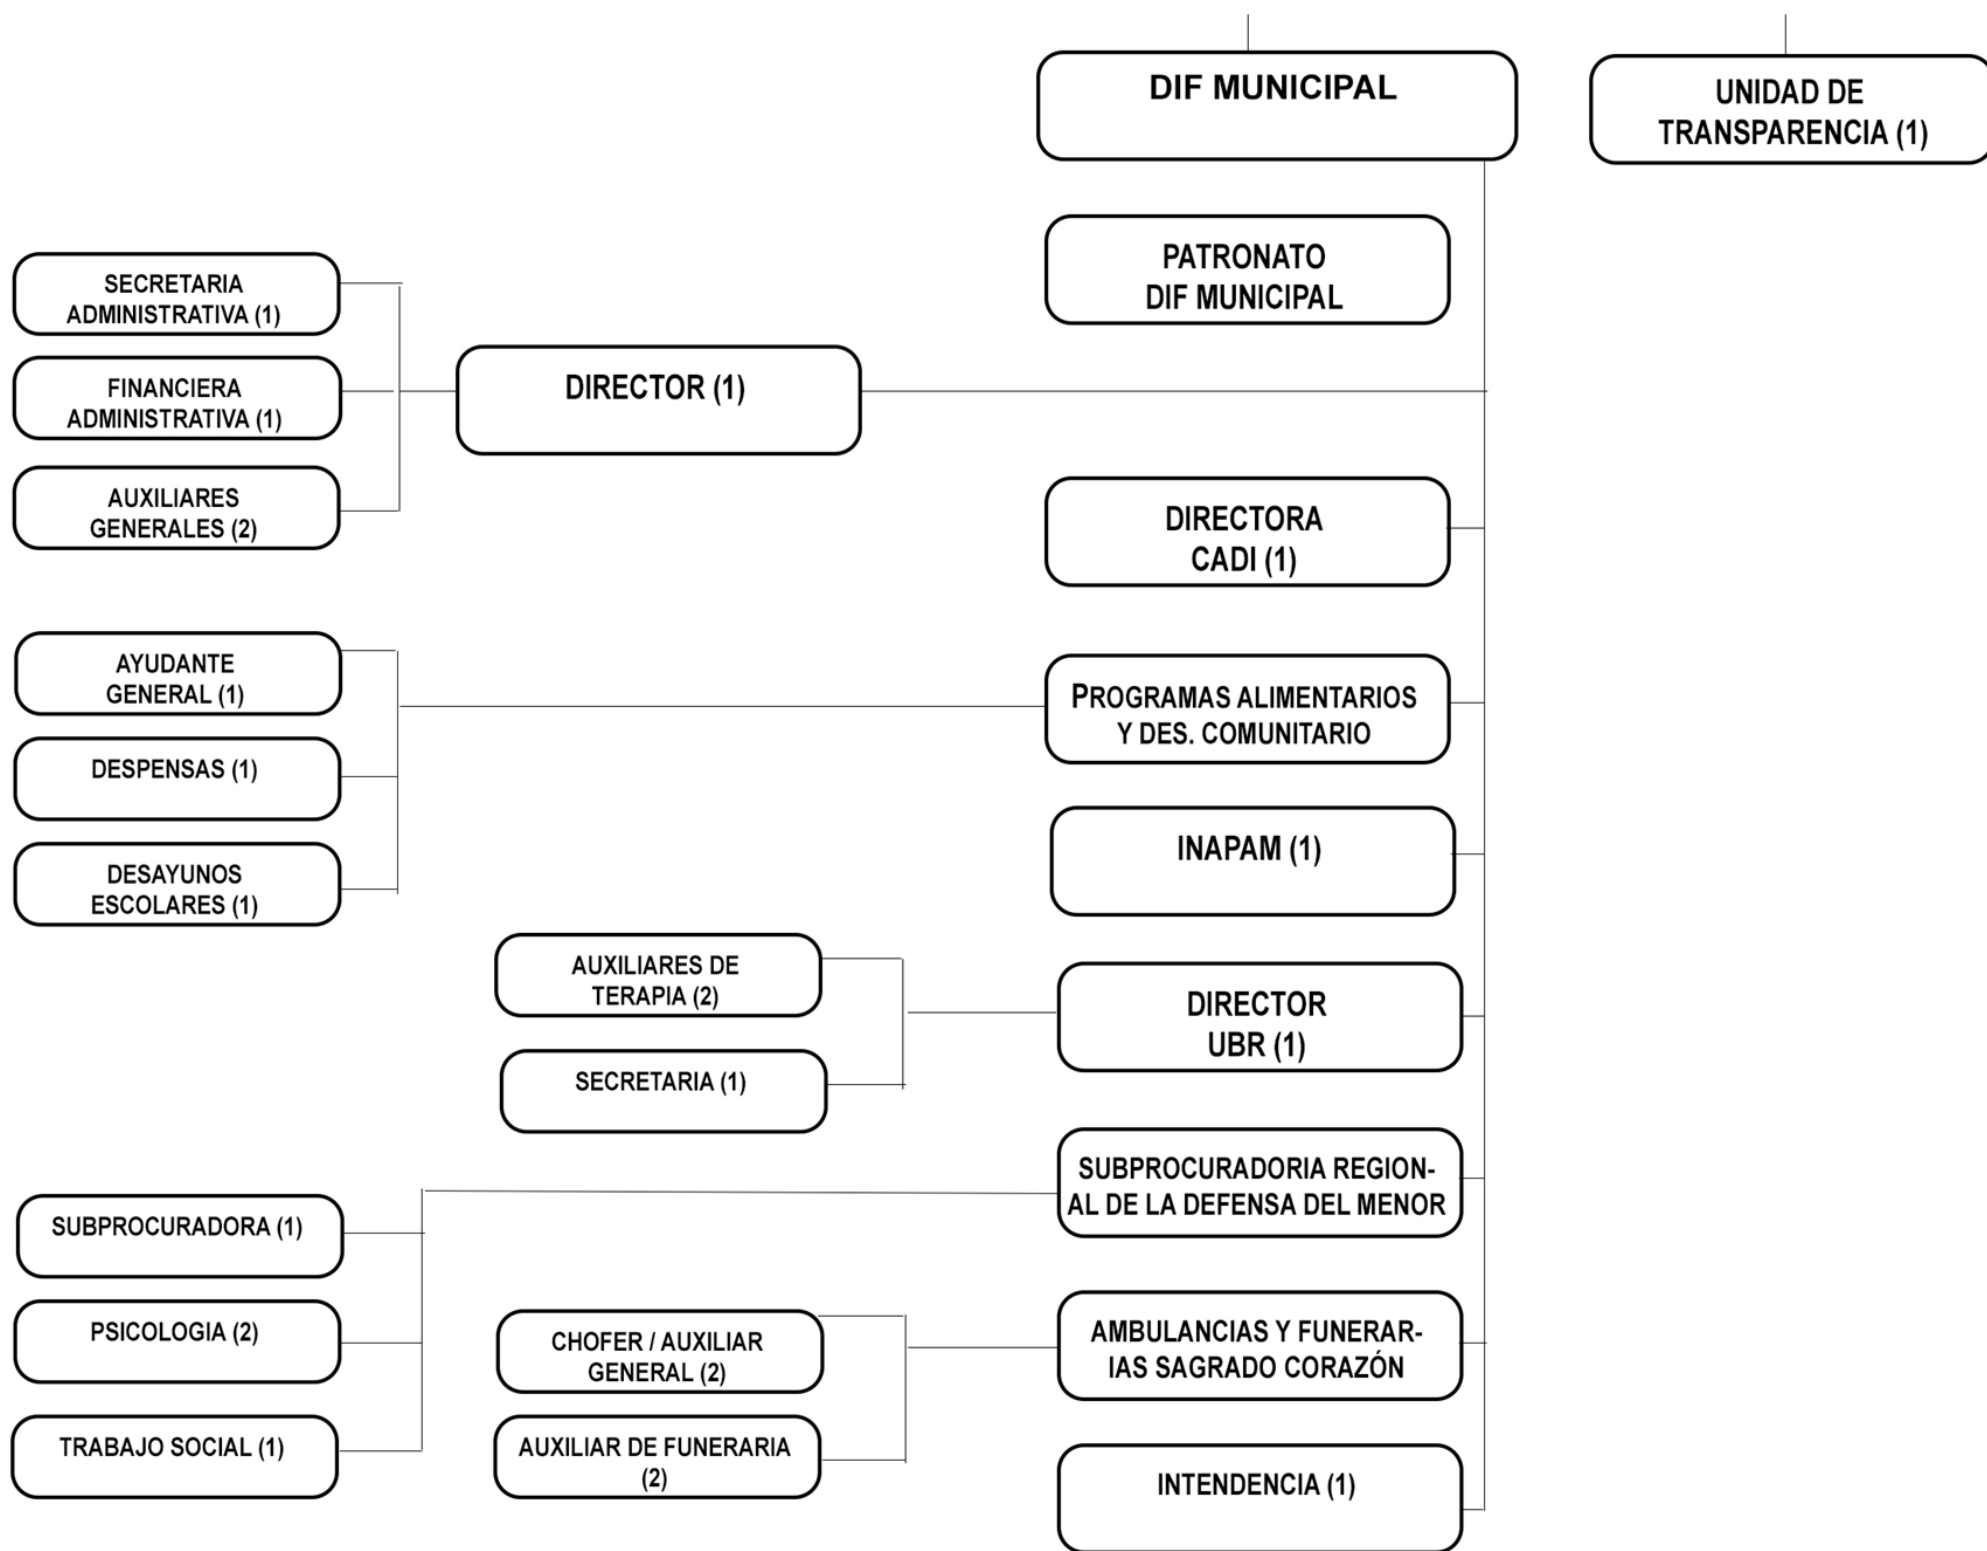 DIF MUNICIPAL
UNIDAD DE
TRANSPARENCIA (1)
PATRONATO
DIF MUNICIPAL
SECRETARIA
ADMINISTRATIVA (1)
FINANCIERA
ADMINISTRATIVA (1)
AUXILIARES
GENERALES (2)
DIRECTOR (1)
DIRECTORA
CADI (1)
AYUDANTE
GENERAL (1)
DESPENSAS (1)
DESAYUNOS
ESCOLARES (1)
PROGRAMAS ALIMENTARIOS
Y DES. COMUNITARIO
INAPAM (1)
AUXILIARES DE
TERAPIA (2)
SECRETARIA (1)
DIRECTOR
UBR (1)
SUBPROCURADORIA REGION-
AL DE LA DEFENSA DEL MENOR
SUBPROCURADORA (1)
PSICOLOGIA (2)
TRABAJO SOCIAL (1)
CHOFER / AUXILIAR
GENERAL (2)
AUXILIAR DE FUNERARIA
(2)
AMBULANCIAS Y FUNERAR-
IAS SAGRADO CORAZÓN
INTENDENCIA (1)